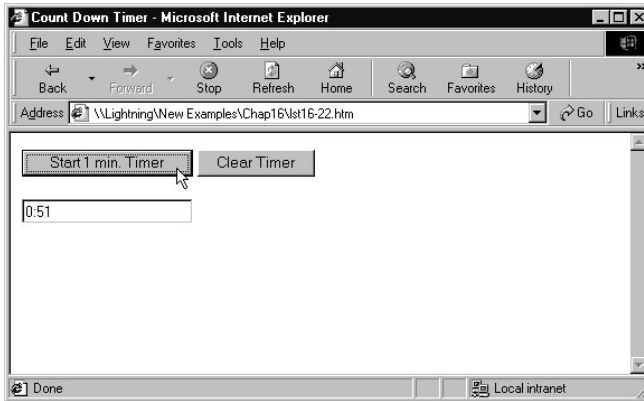 Count Down Timer - Microsoft Internet Explorer
File Edit View Favorites Tools Help
Back Forward Stop Refresh Home Search Favorites History »
Address \\Lightning\New Examples\Chap16\lst16-22.htm Go Links
Start 1 min. Timer Clear Timer
0:51
Done Local intranet